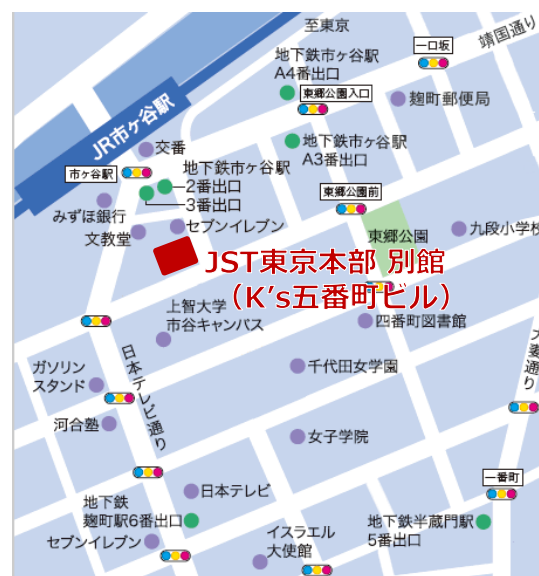 至東京
靖国通り
一口坂
地下鉄市ヶ谷駅
A4番出口
東郷公園入口
麹町郵便局
JR市ヶ谷駅
交番
地下鉄市ヶ谷駅
A3番出口
市ヶ谷駅
地下鉄市ヶ谷駅
2番出口
3番出口
東郷公園前
みずほ銀行
セブンイレブン
文教堂
東郷公園
九段小学校
JST東京本部 別館
（K’s五番町ビル）
上智大学
市谷キャンパス
四番町図書館
日本テレビ通り
大妻通り
ガソリン
スタンド
千代田女学園
河合塾
女子学院
一番町
日本テレビ
地下鉄
麹町駅6番出口
地下鉄半蔵門駅
5番出口
セブンイレブン
イスラエル
大使館